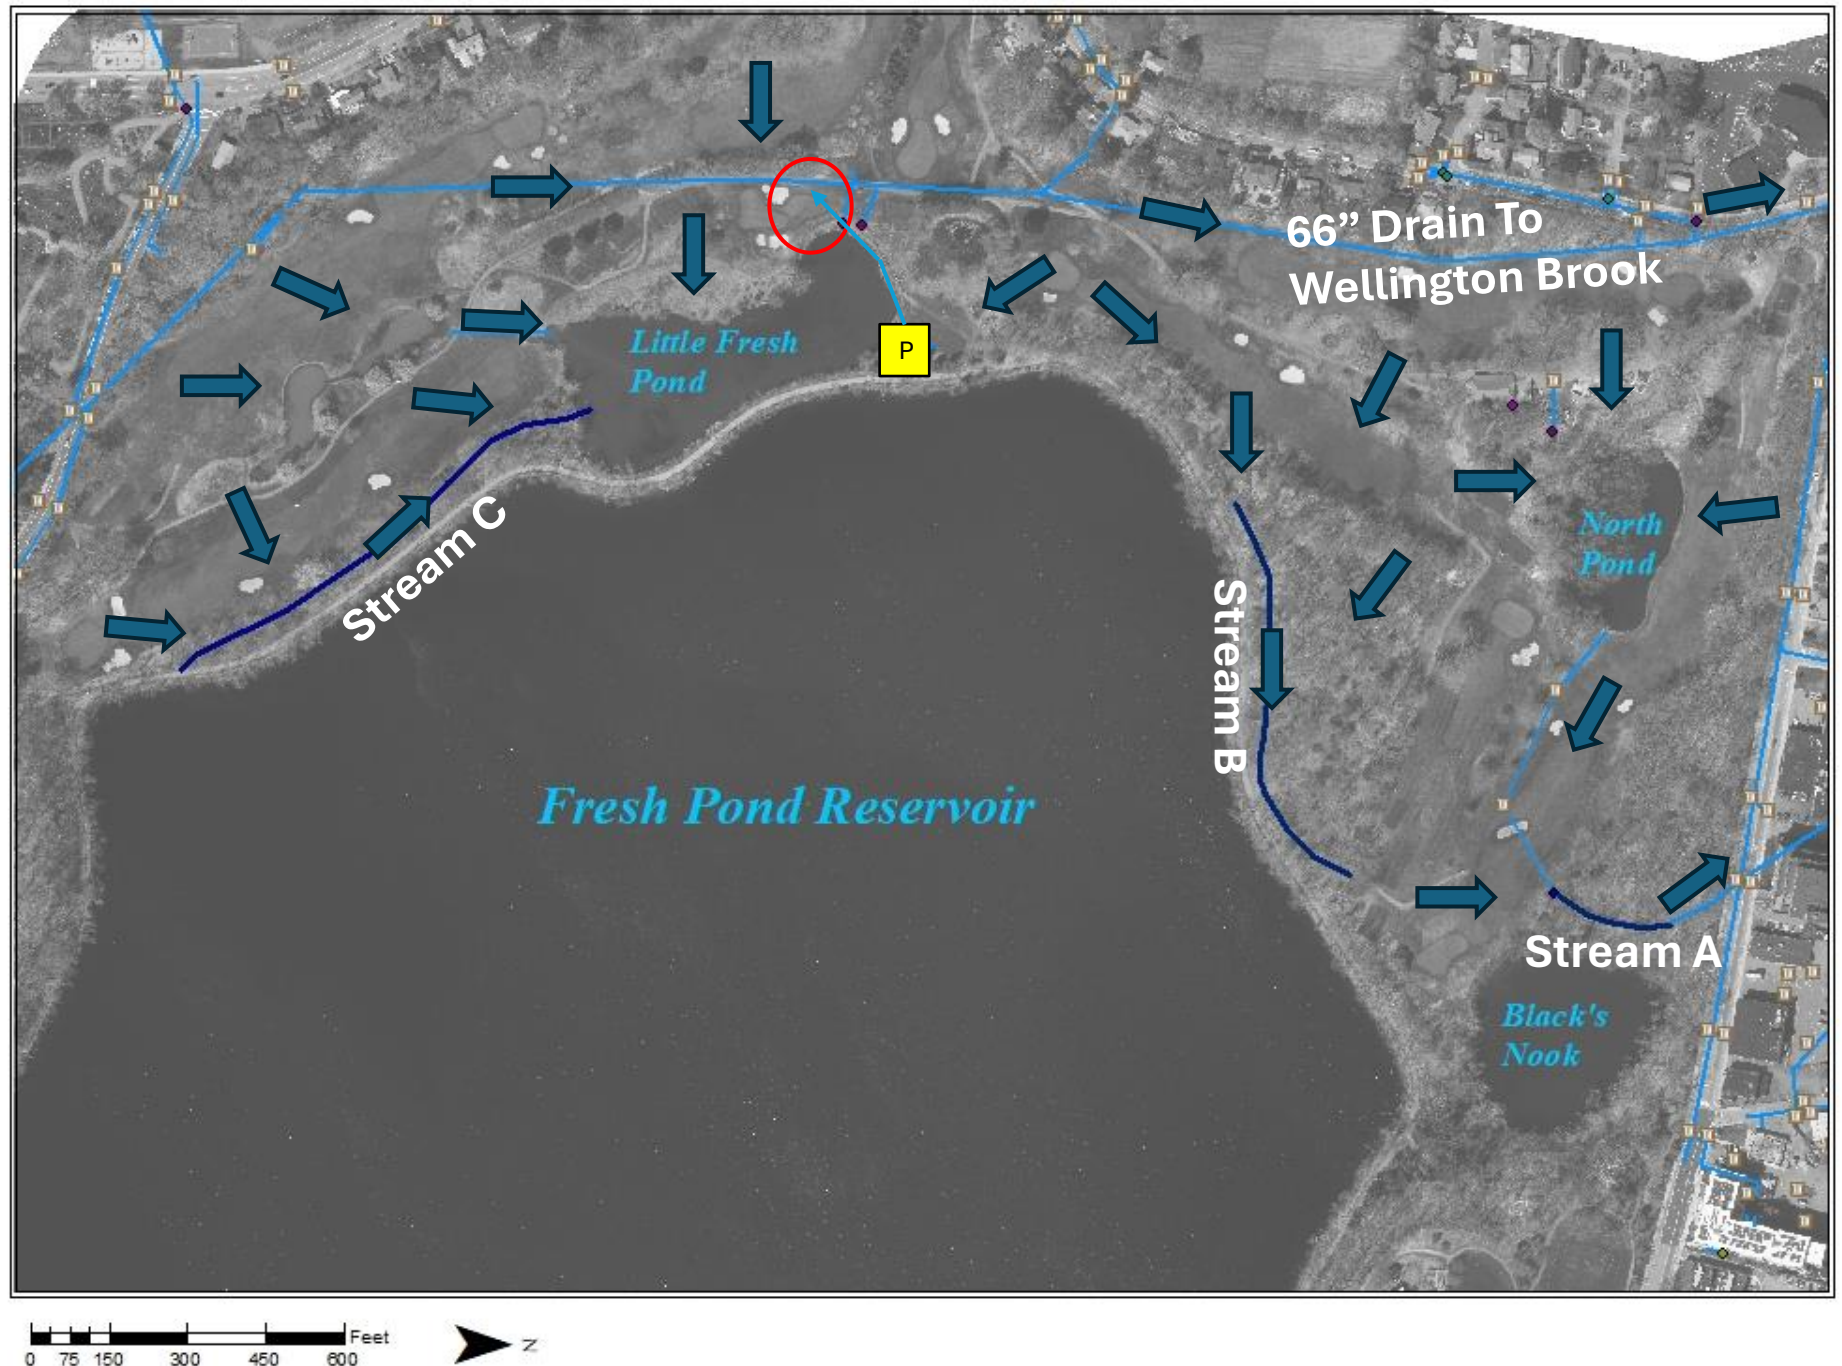 66” Drain To
Wellington Brook
P
Little Fresh
Pond
Stream C
North
Pond
Stream B
Fresh Pond Reservoir
Stream A
Black's
Nook
Feet
0 75 150 300 450 600
N